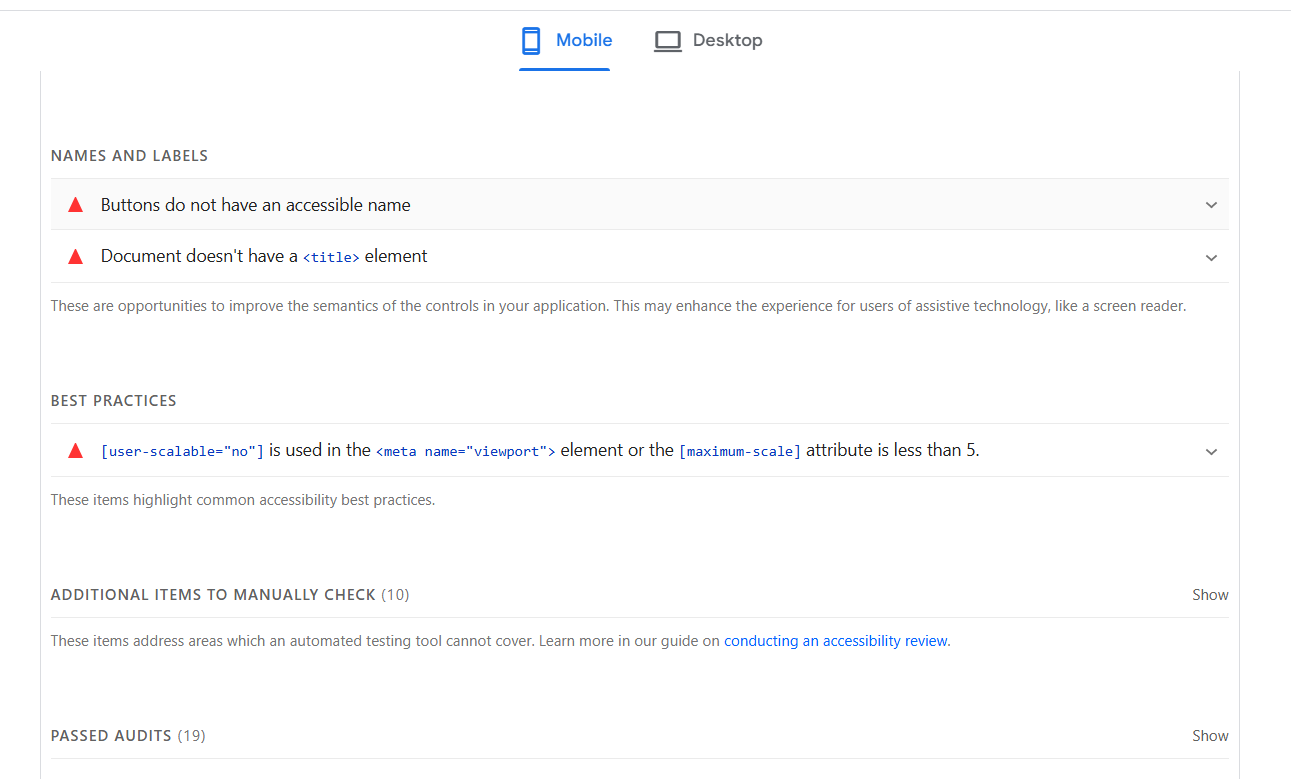 Mobile Desktop
NAMES AND LABELS
Buttons do not have an accessible name
Document doesn't have a <title> element
These are opportunities to improve the semantics of the controls in your application. This may enhance the experience for users of assistive technology, like a screen reader.
BEST PRACTICES
[user-scalable="no"] is used in the <meta name="viewport"> element or the [maximum-scale] attribute is less than 5.
These items highlight common accessibility best practices.
ADDITIONAL ITEMS TO MANUALLY CHECK (10) Show
These items address areas which an automated testing tool cannot cover. Learn more in our guide on conducting an accessibility review.
PASSED AUDITS (19) Show